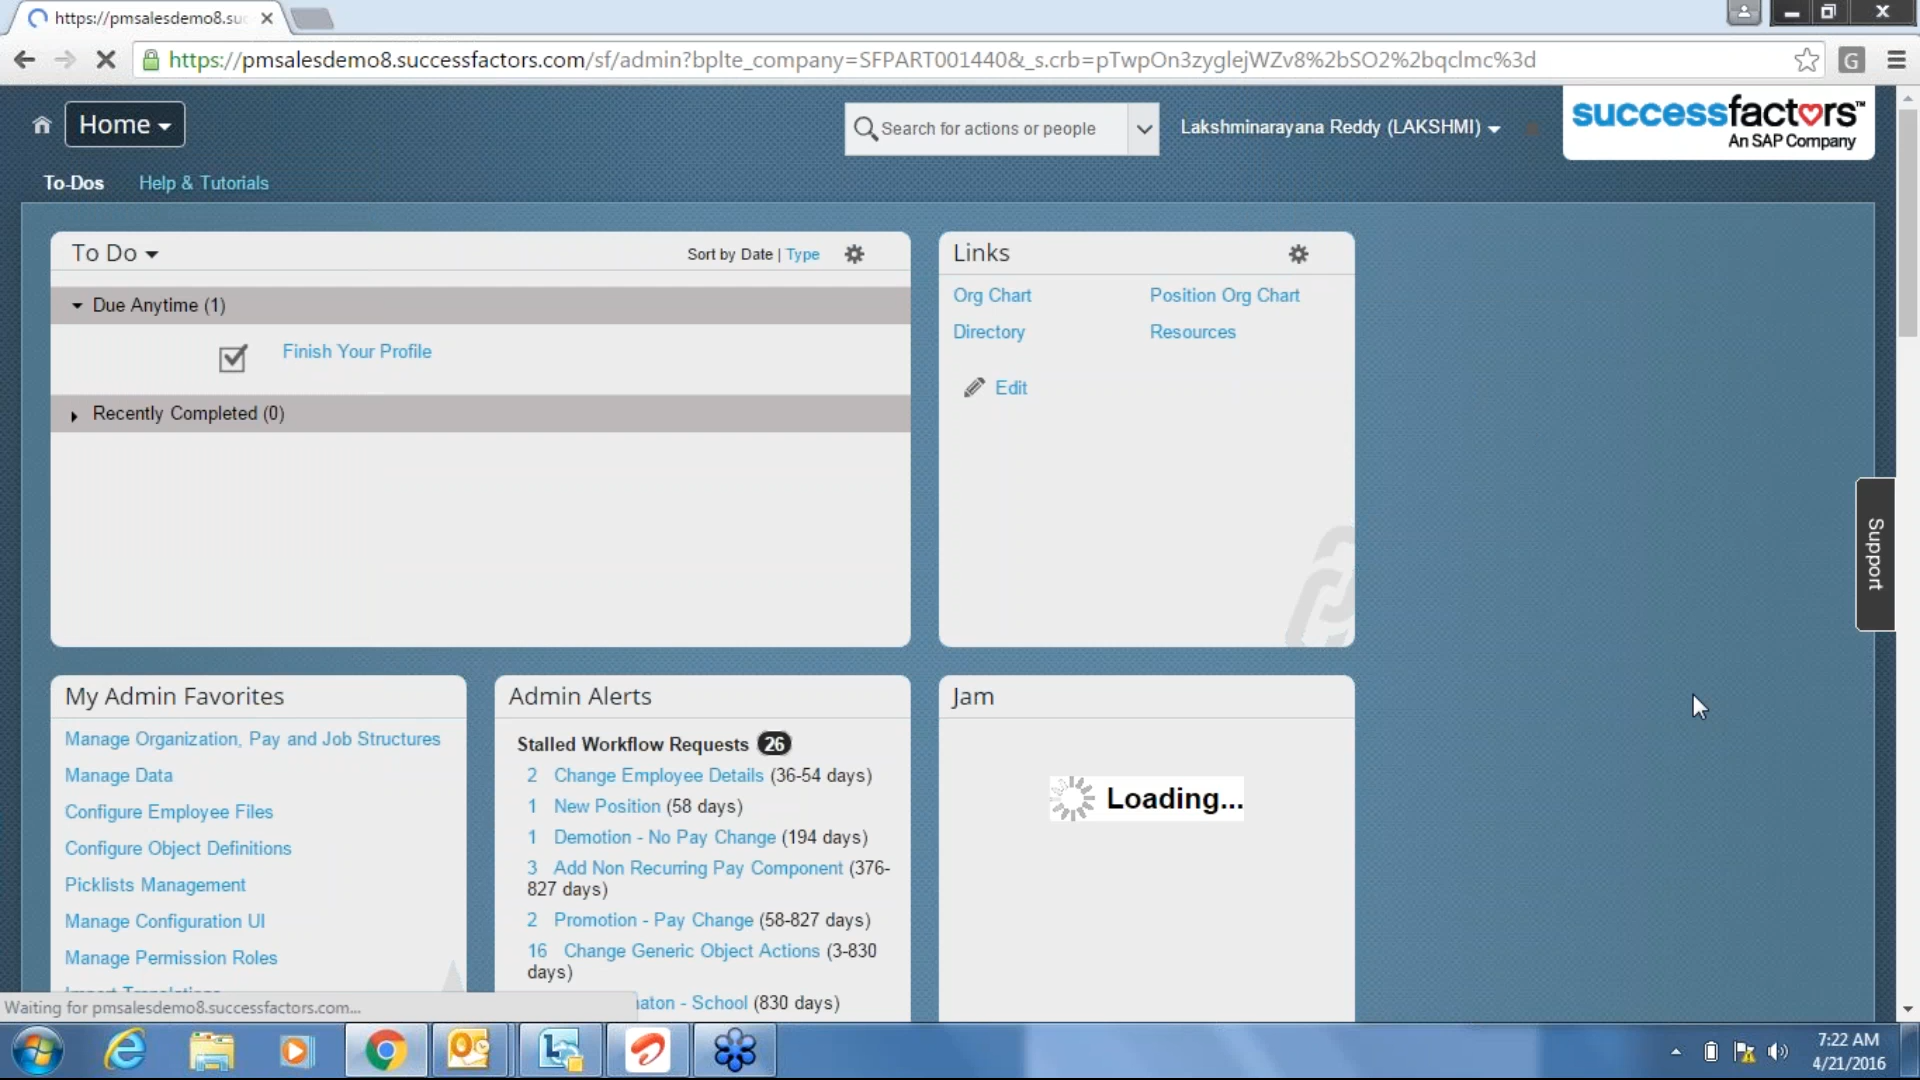 https://pmsalesdemo8.suc
https://pmsalesdemo8.successfactors.com/sf/admin?bplte_company=SFPART001440&_s.crb=pTwpOn3zyglejWZv8%2bSO2%2bqclmc%3d
Home
Search for actions or people
Lakshminarayana Reddy (LAKSHMI)
successfactors™
An SAP Company
To-Dos
Help & Tutorials
To Do
Sort by Date | Type
Due Anytime (1)
Finish Your Profile
Recently Completed (0)
Links
Org Chart
Position Org Chart
Directory
Resources
Edit
Support
My Admin Favorites
Manage Organization, Pay and Job Structures
Manage Data
Configure Employee Files
Configure Object Definitions
Picklists Management
Manage Configuration UI
Manage Permission Roles
Import Translations
Admin Alerts
Stalled Workflow Requests 26
2 Change Employee Details (36-54 days)
1 New Position (58 days)
1 Demotion - No Pay Change (194 days)
3 Add Non Recurring Pay Component (376-
827 days)
2 Promotion - Pay Change (58-827 days)
16 Change Generic Object Actions (3-830
days)
aton - School (830 days)
Jam
Loading...
Waiting for pmsalesdemo8.successfactors.com...
7:22 AM
4/21/2016